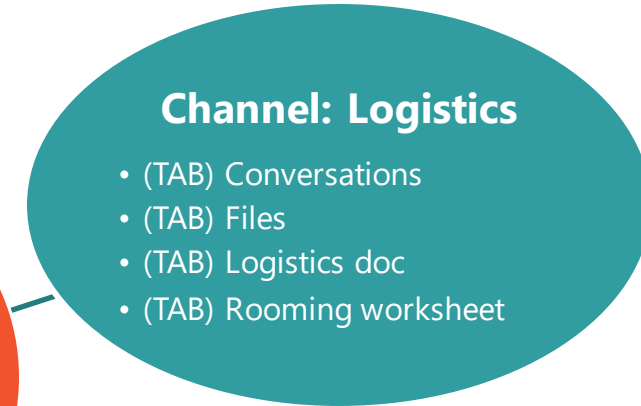 Channel: Logistics
• (TAB) Conversations
• (TAB) Files
• (TAB) Logistics doc
• (TAB) Rooming worksheet